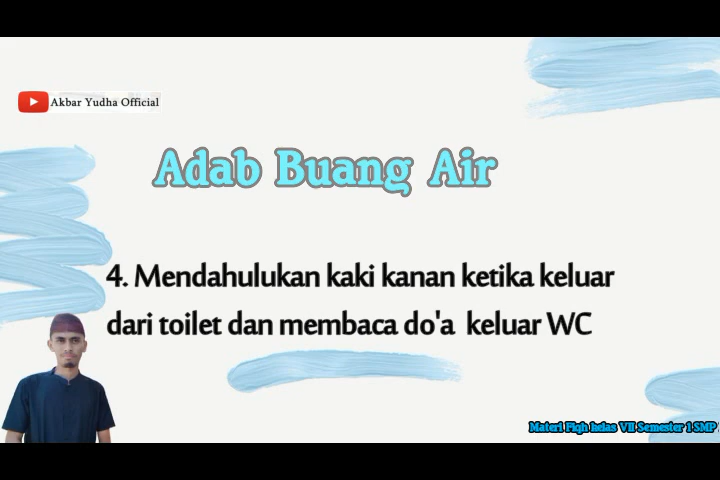 Akbar Yudha Official
Adab Buang Air
4. Mendahulukan kaki kanan ketika keluar
dari toilet dan membaca do'a keluar WC
Materi Fiqh kelas VII Semester 1 SMP